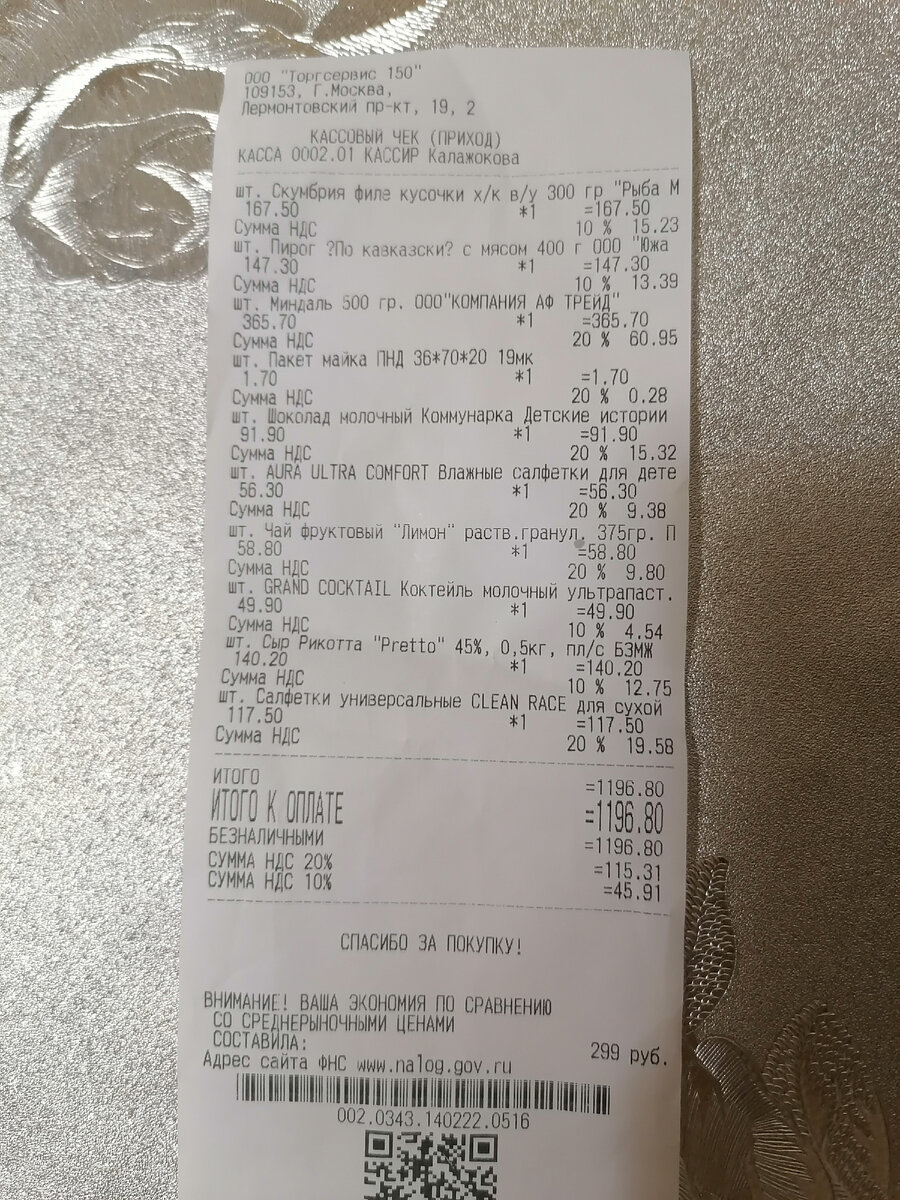 ООО "Торгсервис 150"
109153, Г.Москва,
Лермонтовский пр-кт, 19, 2
КАССОВЫЙ ЧЕК (ПРИХОД)
КАССА 0002.01 КАССИР Калажокова
шт. Скумбрия филе кусочки х/к в/у 300 гр "Рыба М
167.50 *1 =167.50
Сумма НДС 10 % 15.23
шт. Пирог ?По кавказски? с мясом 400 г ООО "Южа
147.30 *1 =147.30
Сумма НДС 10 % 13.39
шт. Миндаль 500 гр. ООО"КОМПАНИЯ АФ ТРЕЙД"
365.70 *1 =365.70
Сумма НДС 20 % 60.95
шт. Пакет майка ПНД 36*70*20 19мк
1.70 *1 =1.70
Сумма НДС 20 % 0.28
шт. Шоколад молочный Коммунарка Детские истории
91.90 *1 =91.90
Сумма НДС 20 % 15.32
шт. AURA ULTRA COMFORT Влажные салфетки для дете
56.30 *1 =56.30
Сумма НДС 20 % 9.38
шт. Чай фруктовый "Лимон" раств.гранул. 375гр. П
58.80 *1 =58.80
Сумма НДС 20 % 9.80
шт. GRAND COCKTAIL Коктейль молочный ультрапаст.
49.90 *1 =49.90
Сумма НДС 10 % 4.54
шт. Сыр Рикотта "Pretto" 45%, 0,5кг, пл/с БЗМЖ
140.20 *1 =140.20
Сумма НДС 10 % 12.75
шт. Салфетки универсальные CLEAN RACE для сухой
117.50 *1 =117.50
Сумма НДС 20 % 19.58
ИТОГО =1196.80
ИТОГО К ОПЛАТЕ =1196.80
БЕЗНАЛИЧНЫМИ =1196.80
СУММА НДС 20% =115.31
СУММА НДС 10% =45.91
СПАСИБО ЗА ПОКУПКУ!
ВНИМАНИЕ! ВАША ЭКОНОМИЯ ПО СРАВНЕНИЮ
СО СРЕДНЕРЫНОЧНЫМИ ЦЕНАМИ
СОСТАВИЛА: 299 руб.
Адрес сайта ФНС www.nalog.gov.ru
002.0343.140222.0516